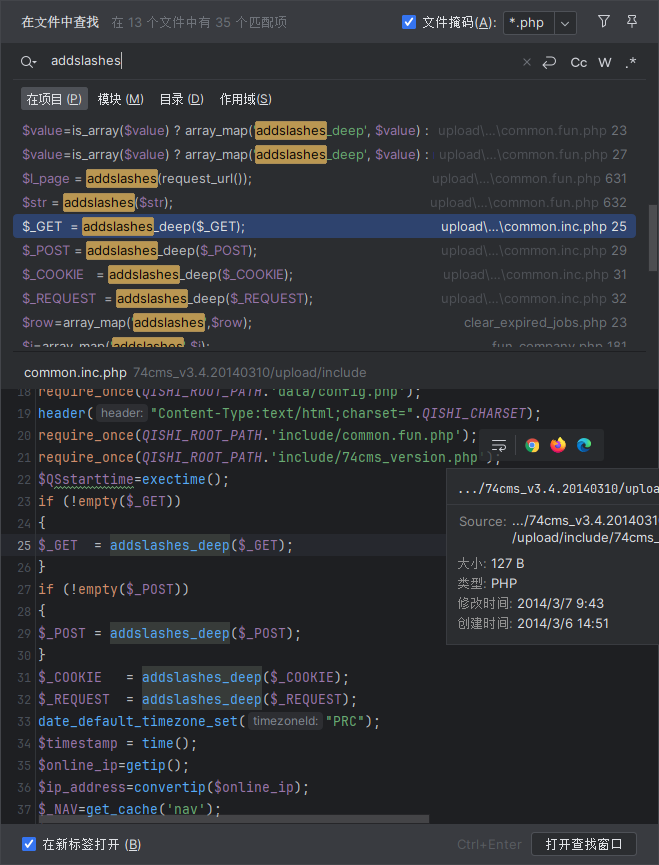 在文件中查找 在 13 个文件中有 35 个匹配项 文件掩码(A): *.php
addslashes Cc W .*
在项目 (P) 模块 (M) 目录 (D) 作用域(S)
$value=is_array($value) ? array_map('addslashes_deep', $value) : upload\...\common.fun.php 23
$value=is_array($value) ? array_map('addslashes_deep', $value) : upload\...\common.fun.php 27
$l_page = addslashes(request_url()); upload\...\common.fun.php 631
$str = addslashes($str); upload\...\common.fun.php 632
$_GET = addslashes_deep($_GET); upload\...\common.inc.php 25
$_POST = addslashes_deep($_POST); upload\...\common.inc.php 29
$_COOKIE = addslashes_deep($_COOKIE); upload\...\common.inc.php 31
$_REQUEST = addslashes_deep($_REQUEST); upload\...\common.inc.php 32
$row=array_map('addslashes',$row); clear_expired_jobs.php 23
$i=array_map('addslashes',$i); fun_company.php 181
common.inc.php 74cms_v3.4.20140310/upload/include
18 require_once(QISHI_ROOT_PATH.'data/config.php');
19 header( header: "Content-Type:text/html;charset=".QISHI_CHARSET);
20 require_once(QISHI_ROOT_PATH.'include/common.fun.php');
21 require_once(QISHI_ROOT_PATH.'include/74cms_version.php');
22 $QSstarttime=exectime();
23 if (!empty($_GET))
24 {
25 $_GET = addslashes_deep($_GET);
26 }
27 if (!empty($_POST))
28 {
29 $_POST = addslashes_deep($_POST);
30 }
31 $_COOKIE = addslashes_deep($_COOKIE);
32 $_REQUEST = addslashes_deep($_REQUEST);
33 date_default_timezone_set( timezoneId: "PRC");
34 $timestamp = time();
35 $online_ip=getip();
36 $ip_address=convertip($online_ip);
37 $_NAV=get_cache('nav');
.../74cms_v3.4.20140310/uploa
Source: .../74cms_v3.4.2014031
/upload/include/74cms_
大小: 127 B
类型: PHP
修改时间: 2014/3/7 9:43
创建时间: 2014/3/6 14:51
在新标签打开 (B) Ctrl+Enter 打开查找窗口